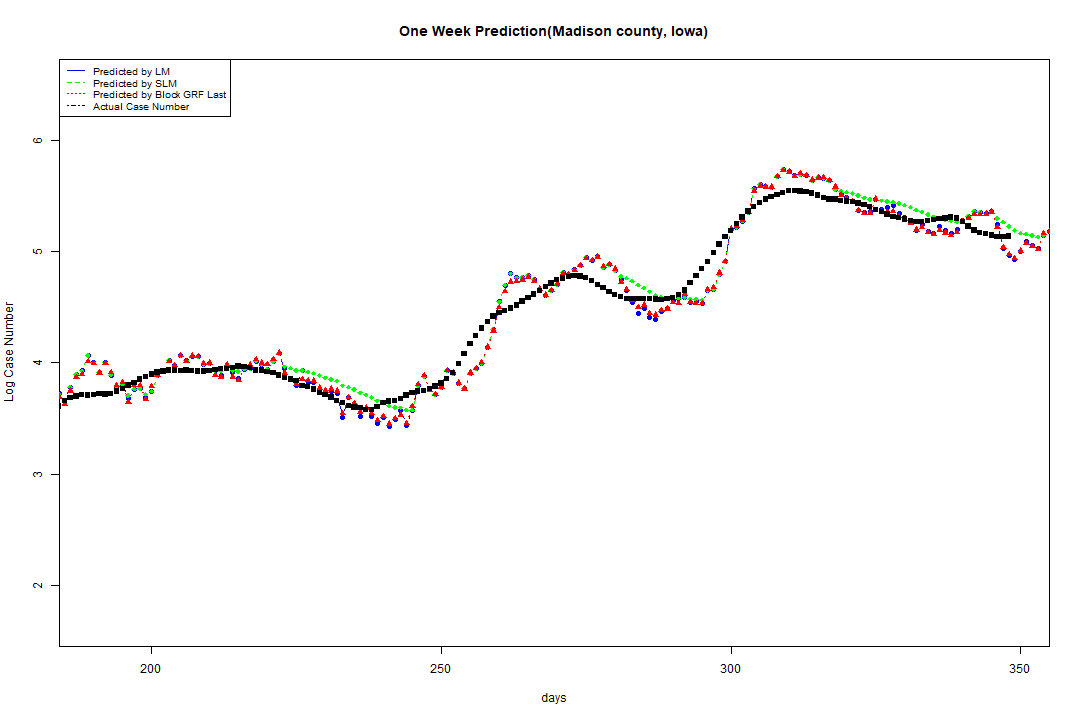 One Week Prediction(Madison county, Iowa)
Predicted by LM
Predicted by SLM
Predicted by Block GRF Last
Actual Case Number
6
5
4
3
2
Log Case Number
200
250
300
350
days